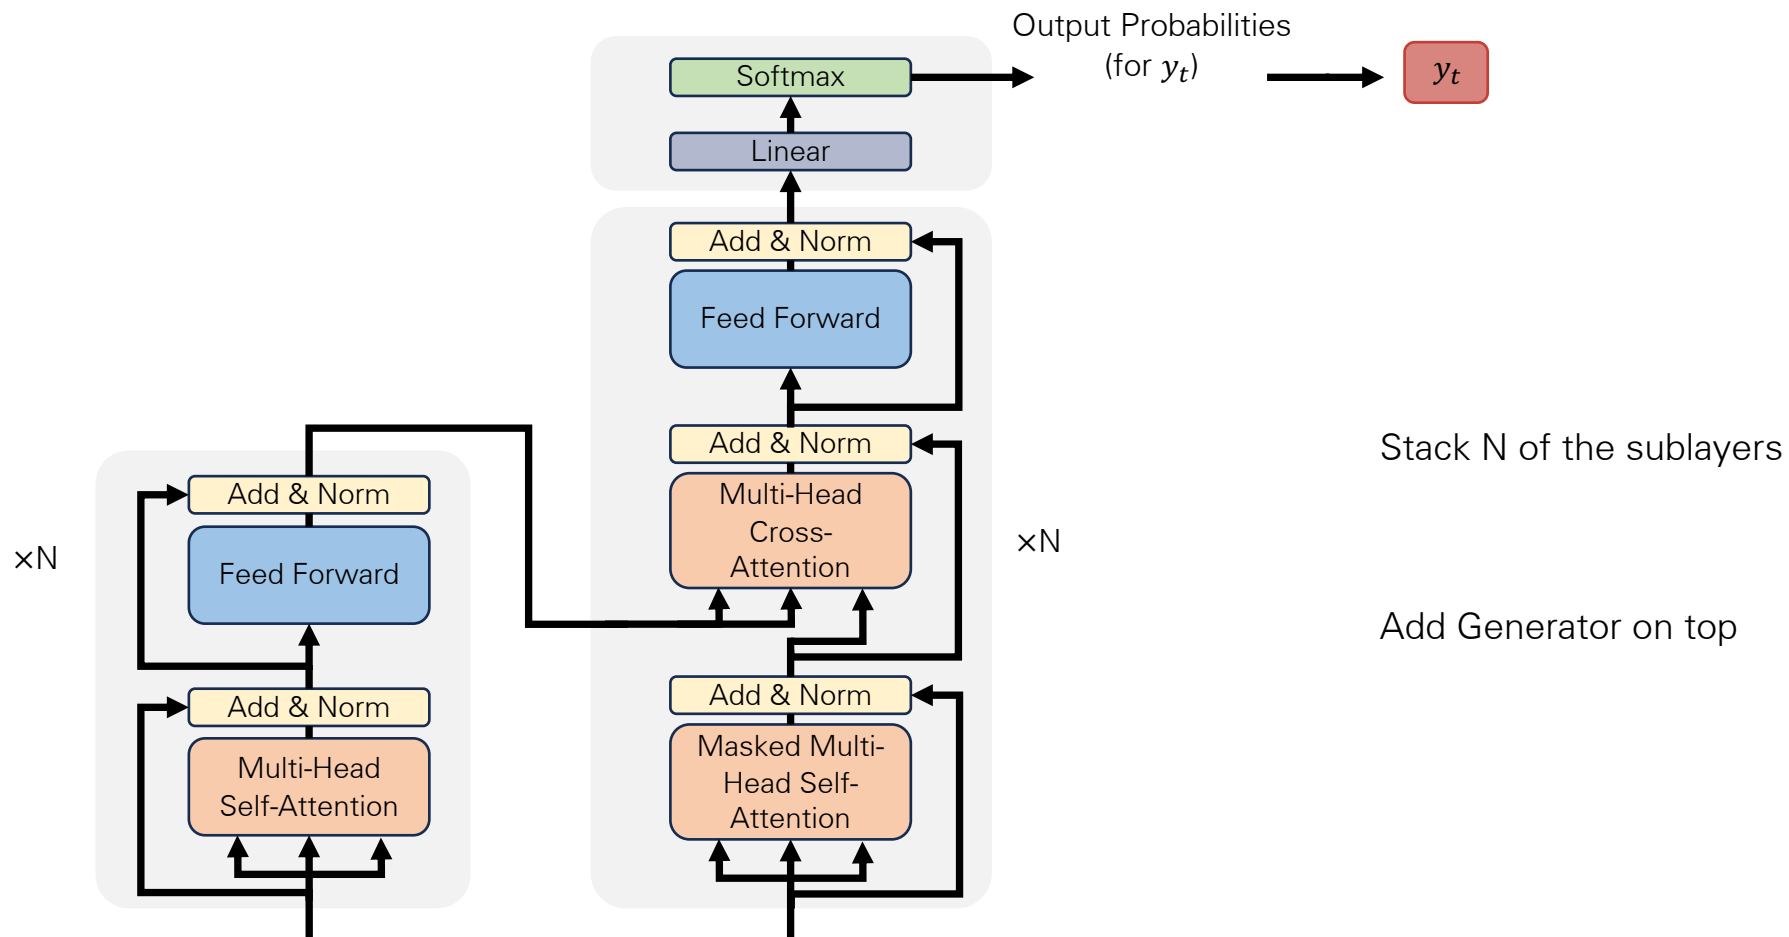 Output Probabilities
(for yₜ)
yₜ
Softmax
Linear
Add & Norm
Feed Forward
Add & Norm
Multi-Head
Cross-
Attention
×N
Add & Norm
Masked Multi-
Head Self-
Attention
×N
Add & Norm
Feed Forward
Add & Norm
Multi-Head
Self-Attention
Stack N of the sublayers
Add Generator on top